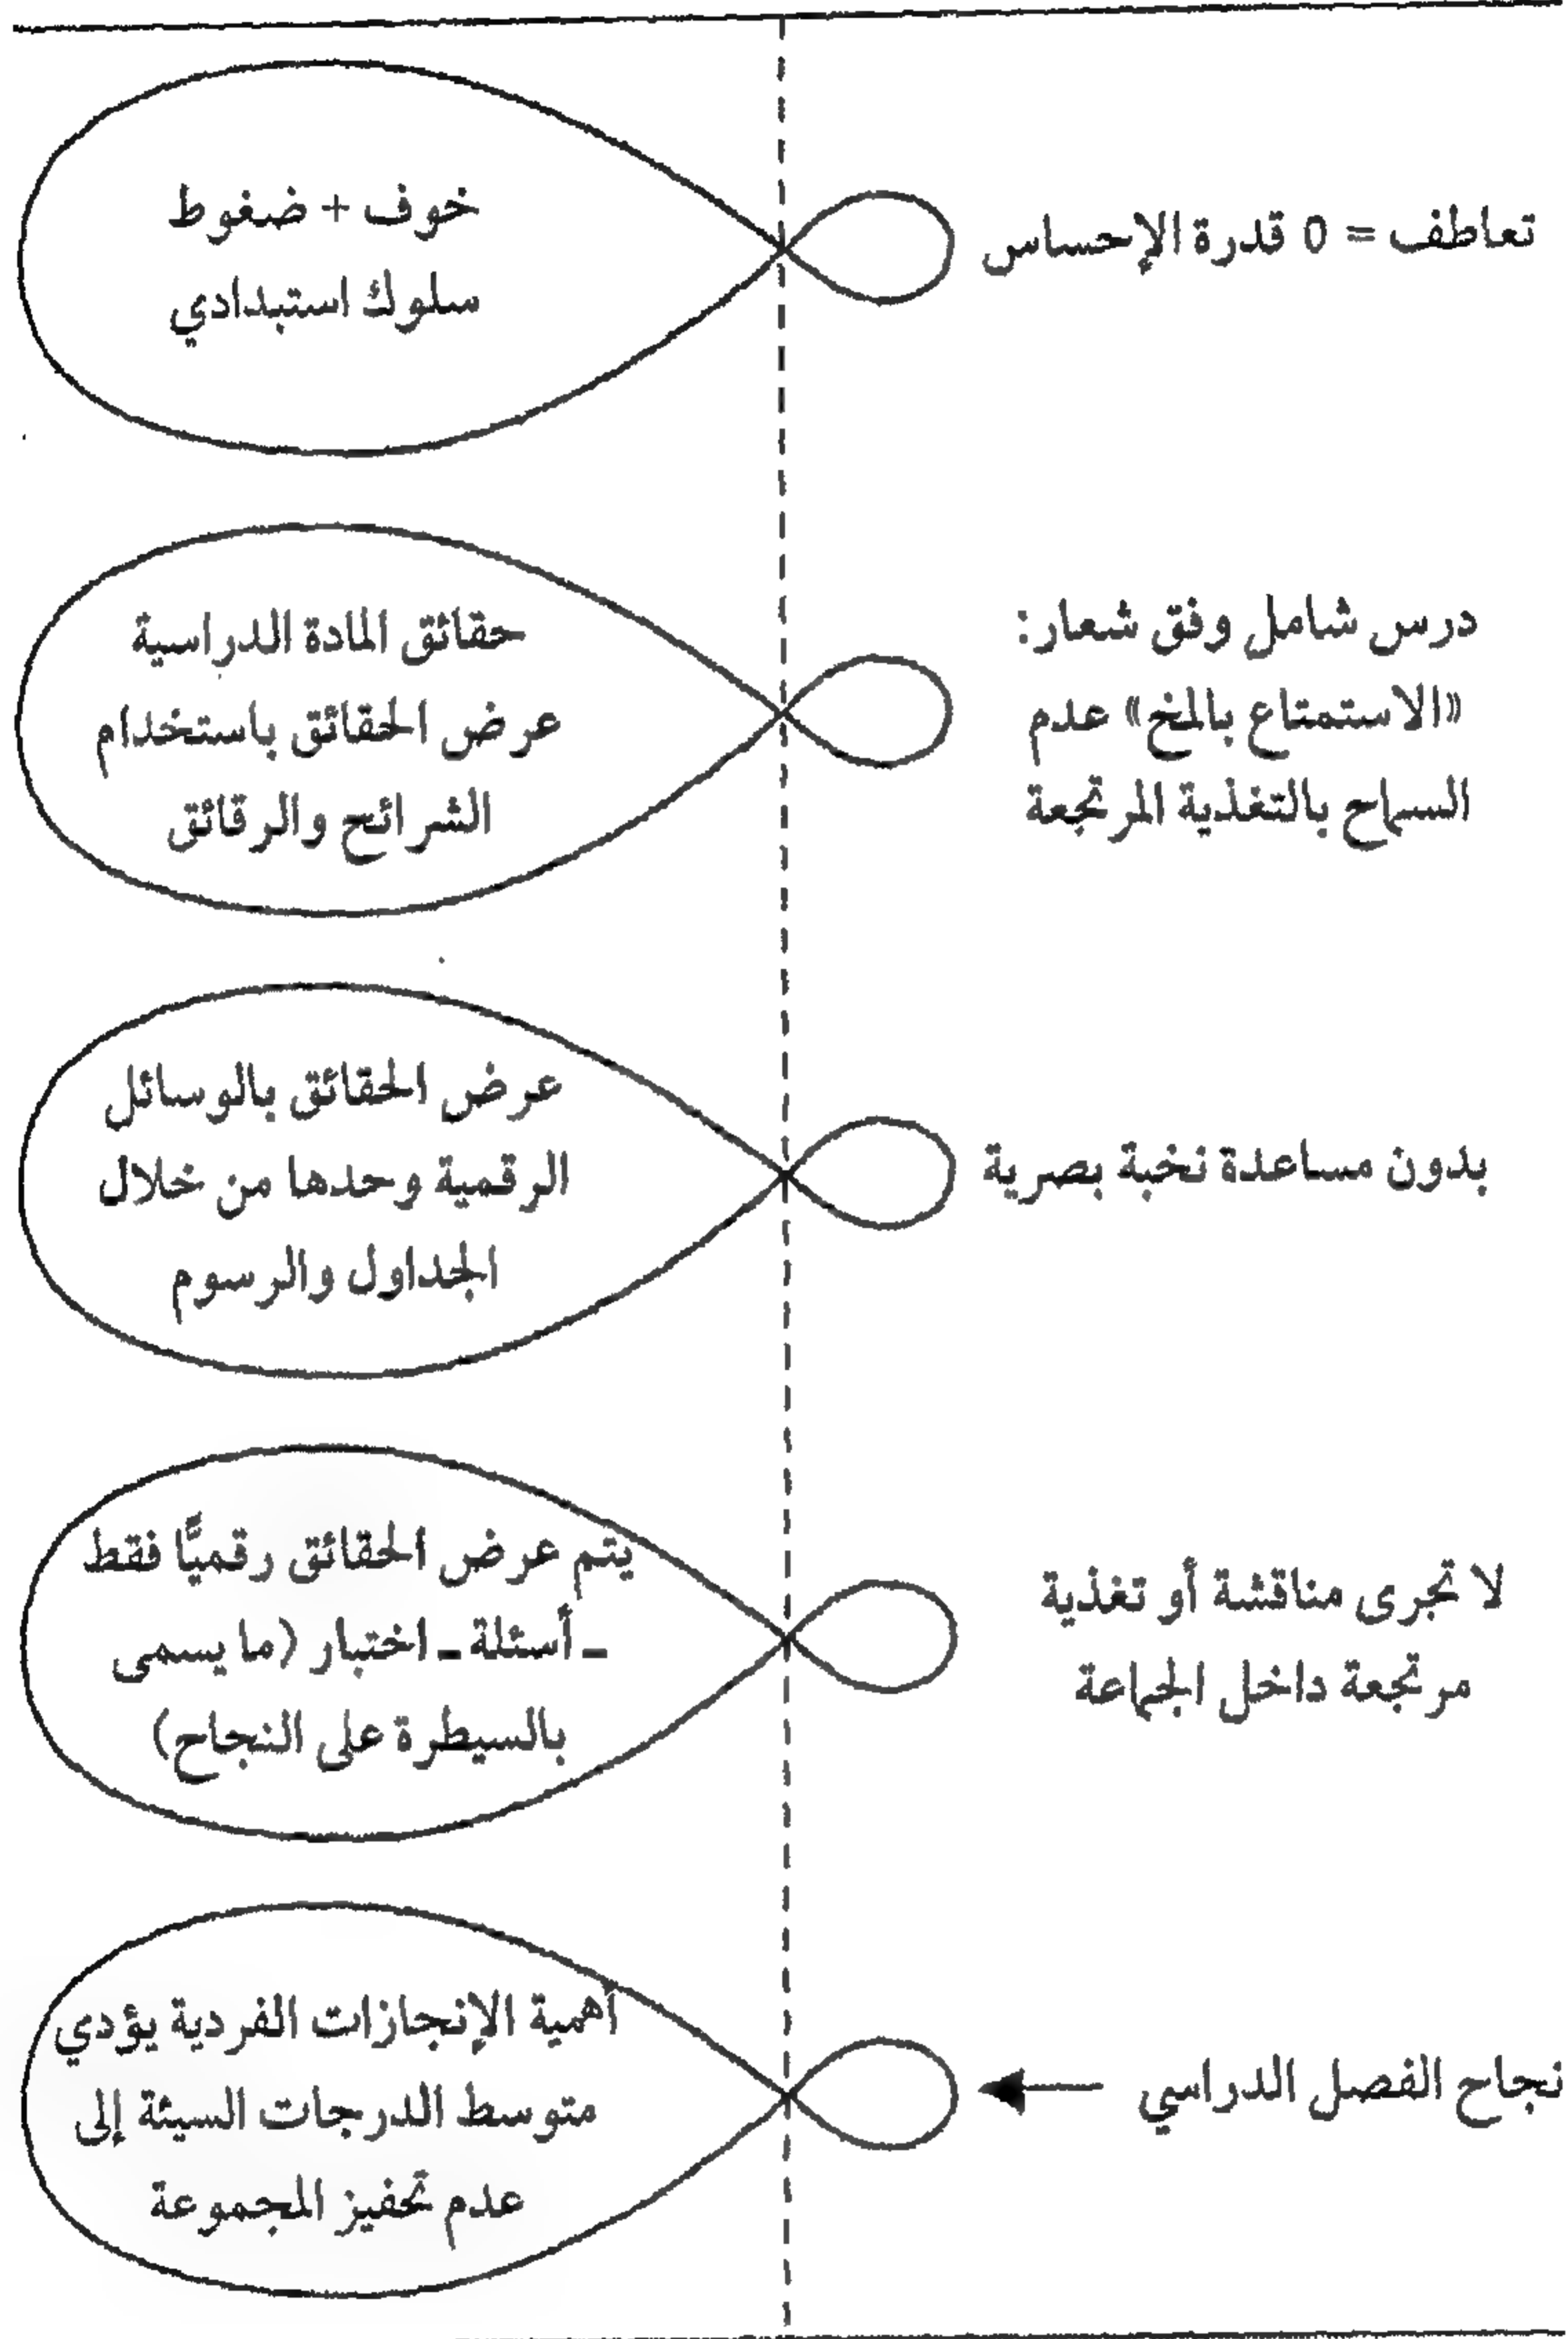 تعاطف = 0 قدرة الإحساس
خوف + ضغوط
سلوك استبدادي
درس شامل وفق شعار:
«الاستمتاع بالمخ» عدم
السماح بالتغذية المرتجعة
حقائق المادة الدراسية
عرض الحقائق باستخدام
الشرائح والرقائق
بدون مساعدة نخبة بصرية
عرض الحقائق بالوسائل
الرقمية وحدها من خلال
الجداول والرسوم
لا تجرى مناقشة أو تغذية
مرتجعة داخل الجماعة
يتم عرض الحقائق رقميًّا فقط
ـ أسئلة ـ اختبار (ما يسمى
بالسيطرة على النجاح)
نجاح الفصل الدراسي
أهمية الإنجازات الفردية يؤدي
متوسط الدرجات السيئة إلى
عدم تحفيز المجموعة